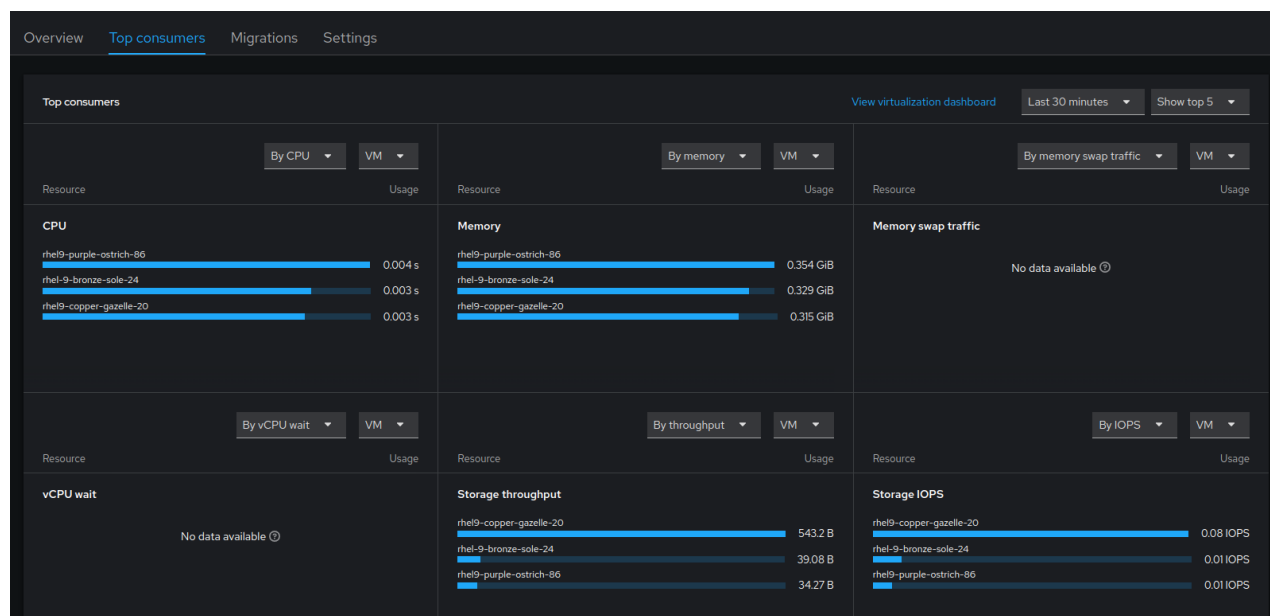 Overview Top consumers Migrations Settings
Top consumers View virtualization dashboard Last 30 minutes Show top 5
By CPU VM
Resource Usage
CPU
rhel9-purple-ostrich-86
0.004 s
rhel-9-bronze-sole-24
0.003 s
rhel9-copper-gazelle-20
0.003 s
By memory VM
Resource Usage
Memory
rhel9-purple-ostrich-86
0.354 GiB
rhel-9-bronze-sole-24
0.329 GiB
rhel9-copper-gazelle-20
0.315 GiB
By memory swap traffic VM
Resource Usage
Memory swap traffic
No data available
By vCPU wait VM
Resource Usage
vCPU wait
No data available
By throughput VM
Resource Usage
Storage throughput
rhel9-copper-gazelle-20
543.2 B
rhel-9-bronze-sole-24
39.08 B
rhel9-purple-ostrich-86
34.27 B
By IOPS VM
Resource Usage
Storage IOPS
rhel9-copper-gazelle-20
0.08 IOPS
rhel-9-bronze-sole-24
0.01 IOPS
rhel9-purple-ostrich-86
0.01 IOPS